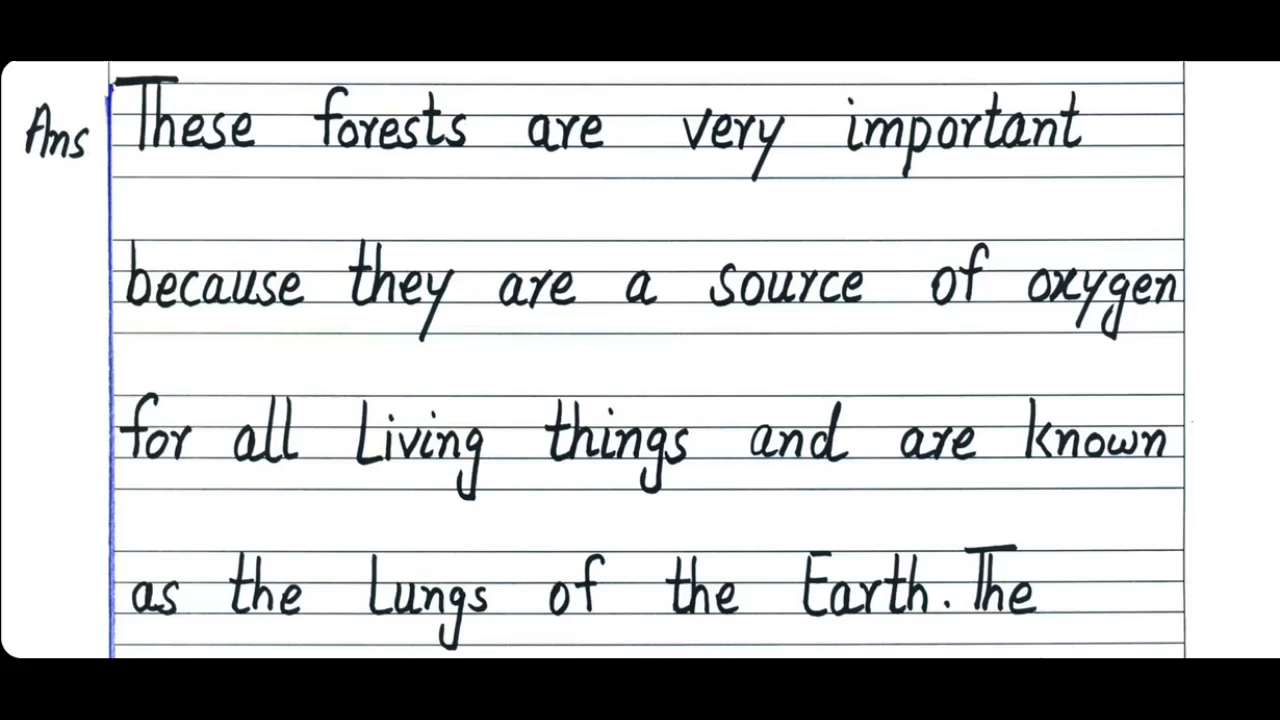 Ans These forests are very important
because they are a source of oxygen
for all Living things and are known
as the Lungs of the Earth. The